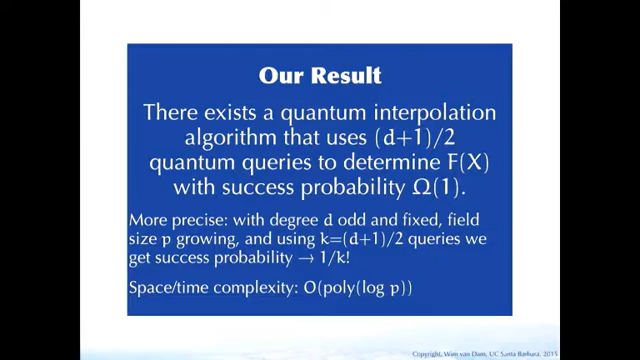 Our Result
There exists a quantum interpolation
algorithm that uses (d+1)/2
quantum queries to determine F(X)
with success probability Ω(1).
More precise: with degree d odd and fixed, field
size p growing, and using k=(d+1)/2 queries we
get success probability → 1/k!
Space/time complexity: O(poly(log p))
Copyright, Wim van Dam, UC Santa Barbara, 2015